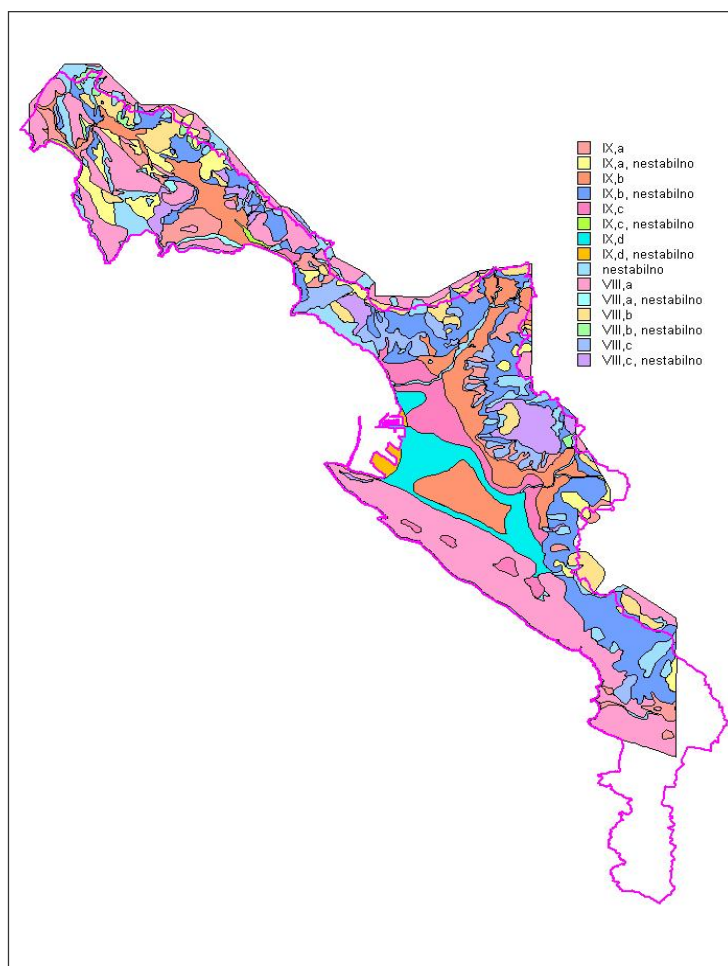 IX,a
IX,a, nestabilno
IX,b
IX,b, nestabilno
IX,c
IX,c, nestabilno
IX,d
IX,d, nestabilno
nestabilno
VIII,a
VIII,a, nestabilno
VIII,b
VIII,b, nestabilno
VIII,c
VIII,c, nestabilno